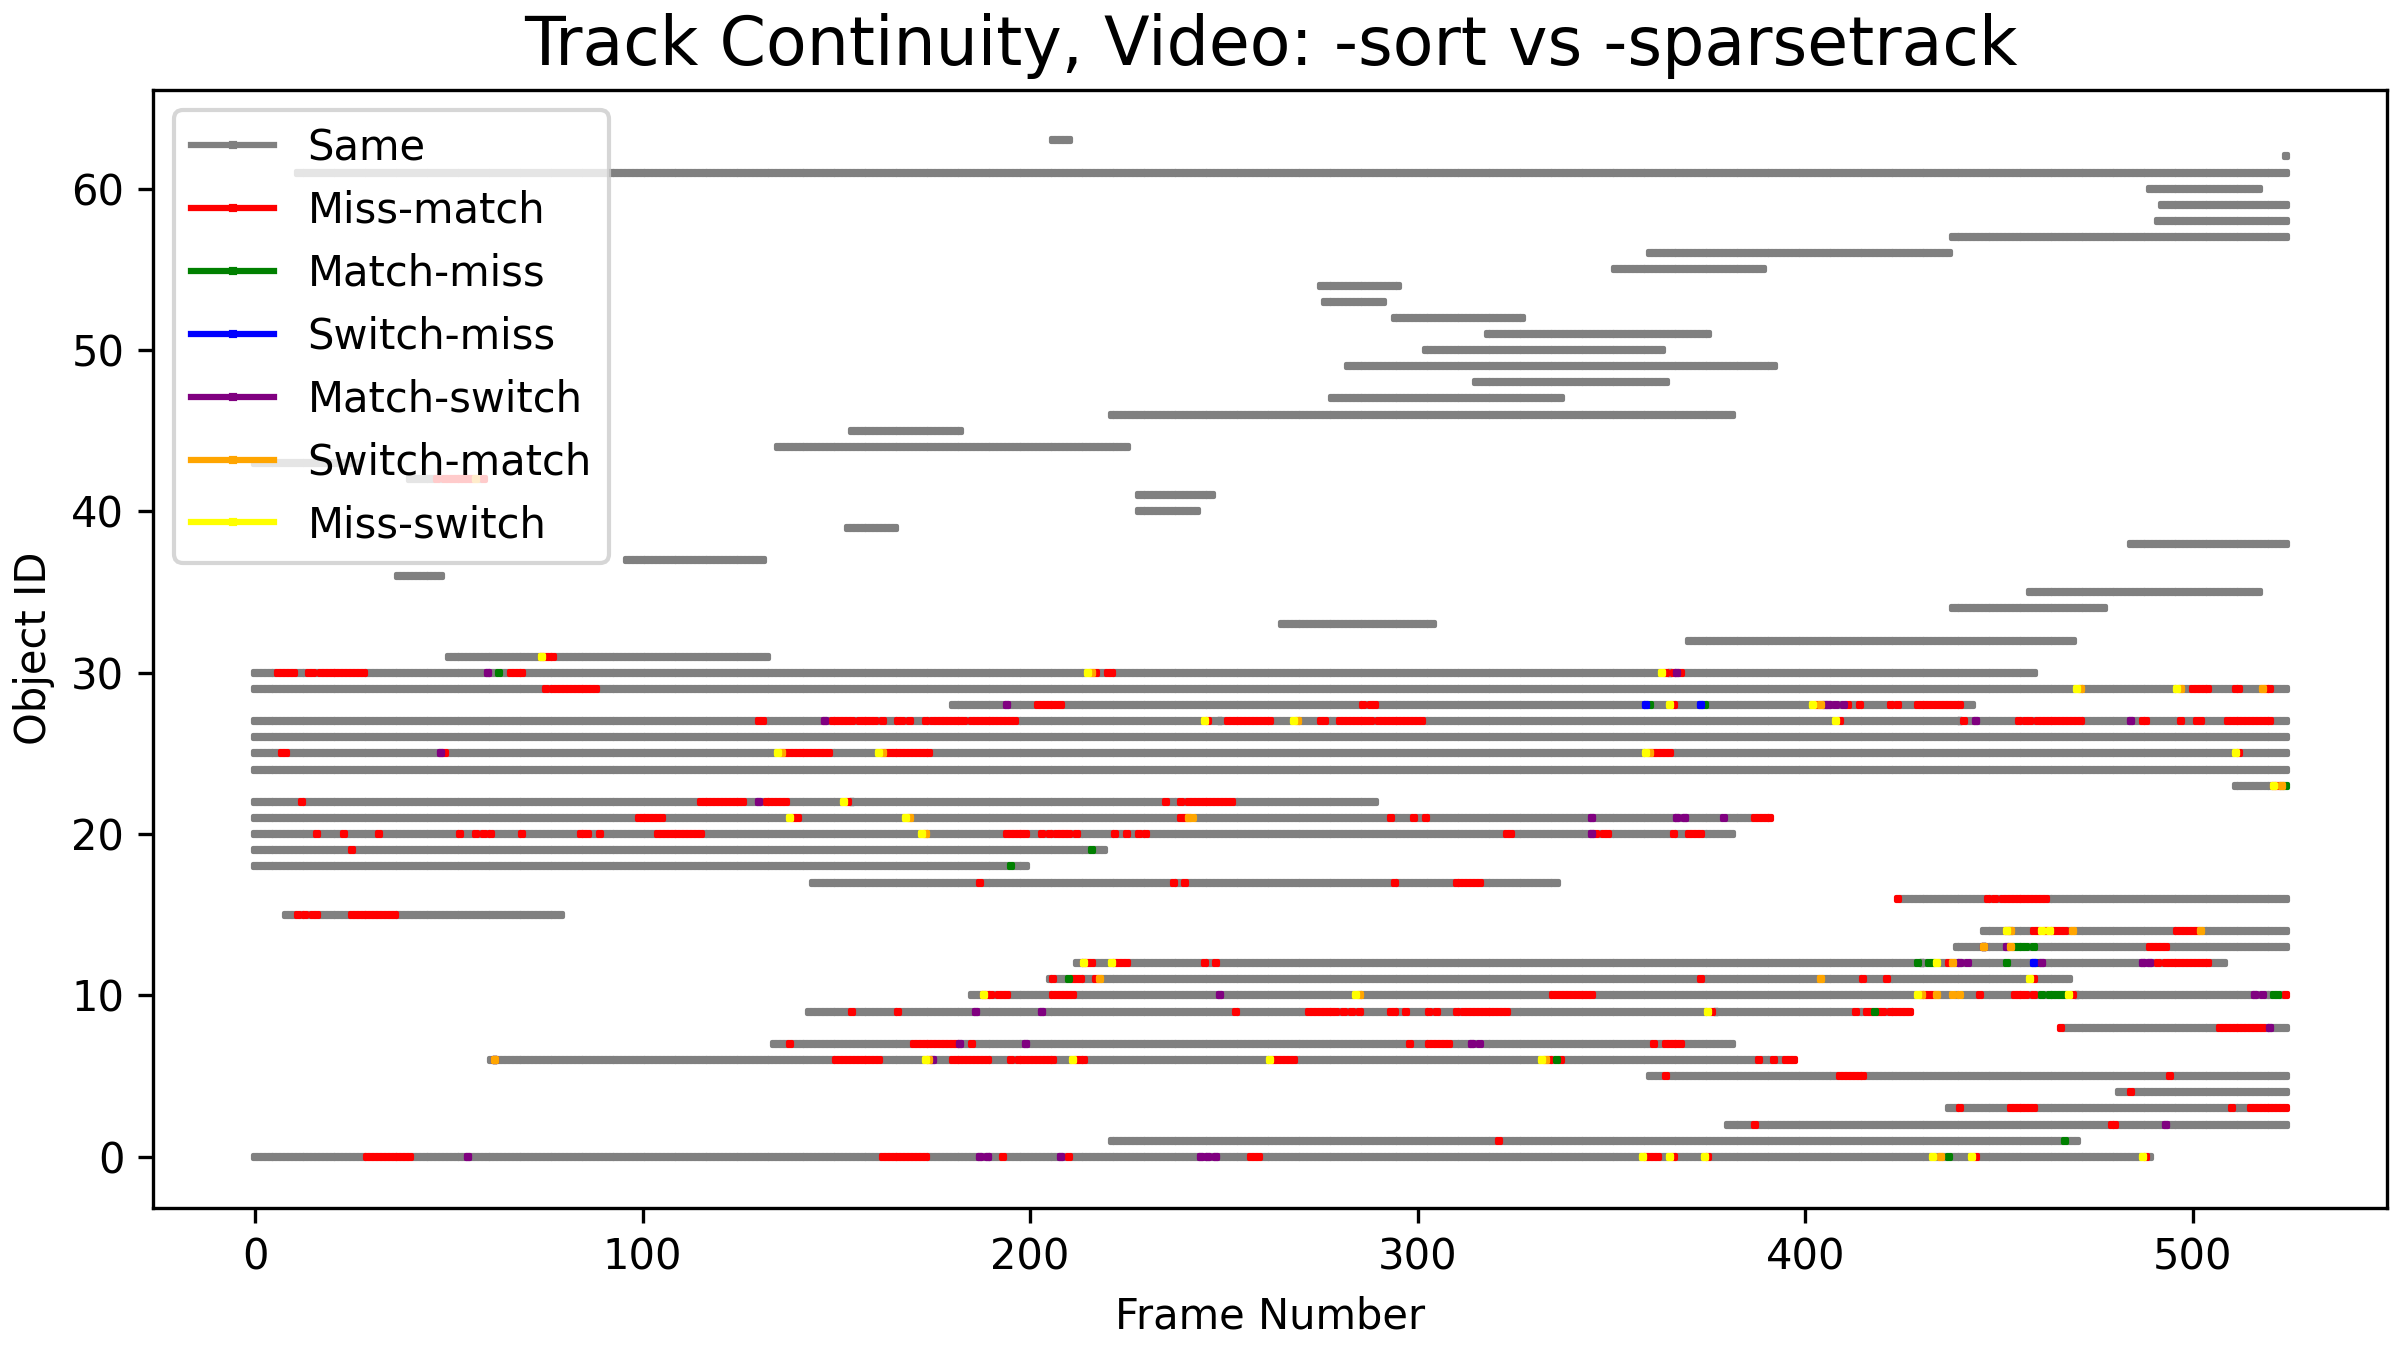 Track Continuity, Video: -sort vs -sparsetrack
Same
Miss-match
Match-miss
Switch-miss
Match-switch
Switch-match
Miss-switch
Object ID
60
50
40
30
20
10
0
0 100 200 300 400 500
Frame Number